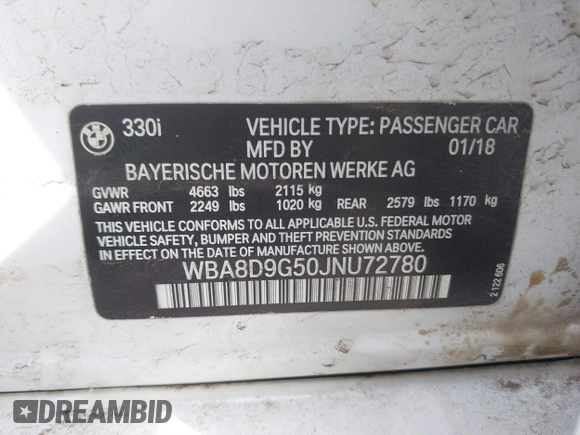 330i VEHICLE TYPE: PASSENGER CAR
MFD BY 01/18
BAYERISCHE MOTOREN WERKE AG
GVWR 4663 lbs 2115 kg
GAWR FRONT 2249 lbs 1020 kg REAR 2579 lbs 1170 kg
THIS VEHICLE CONFORMS TO ALL APPLICABLE U.S. FEDERAL MOTOR
VEHICLE SAFETY, BUMPER, AND THEFT PREVENTION STANDARDS
IN EFFECT ON THE DATE OF MANUFACTURE SHOWN ABOVE.
WBA8D9G50JNU72780
2 122 606
DREAMBID